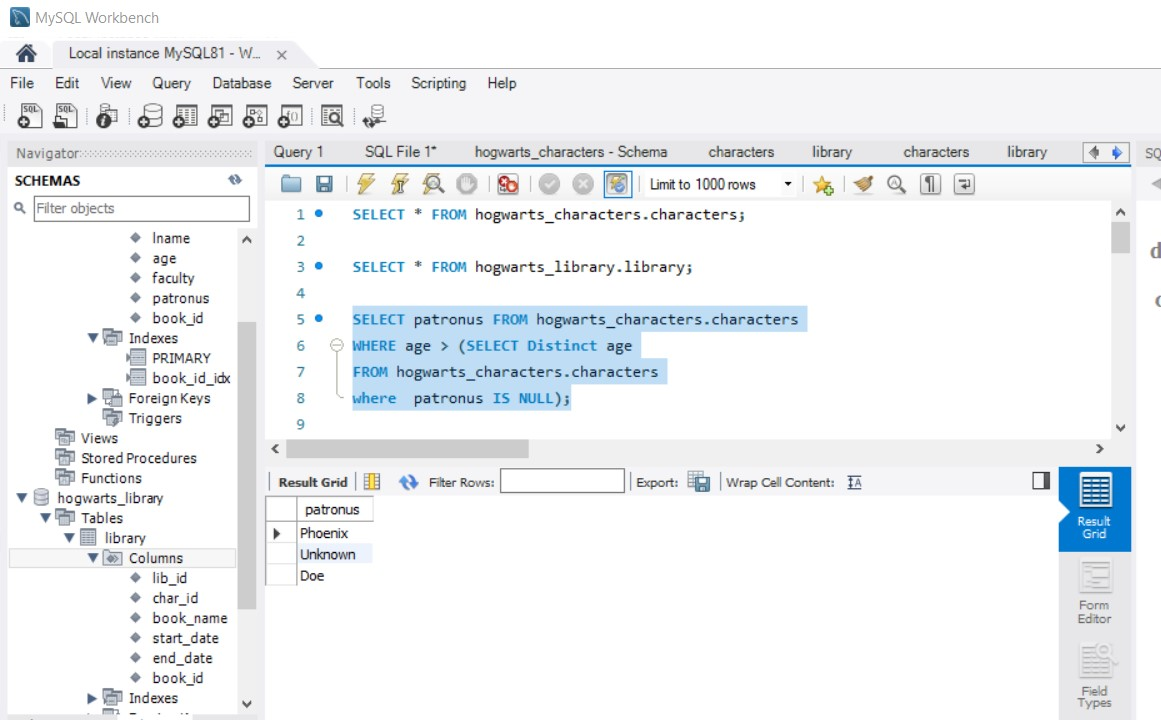 MySQL Workbench
Local instance MySQL81 - W...
File Edit View Query Database Server Tools Scripting Help
Navigator
SCHEMAS
Filter objects
lname
age
faculty
patronus
book_id
Indexes
PRIMARY
book_id_idx
Foreign Keys
Triggers
Views
Stored Procedures
Functions
hogwarts_library
Tables
library
Columns
lib_id
char_id
book_name
start_date
end_date
book_id
Indexes
Query 1 SQL File 1* hogwarts_characters - Schema characters library characters library
Limit to 1000 rows
1 SELECT * FROM hogwarts_characters.characters;
2
3 SELECT * FROM hogwarts_library.library;
4
5 SELECT patronus FROM hogwarts_characters.characters
6 WHERE age > (SELECT Distinct age
7 FROM hogwarts_characters.characters
8 where  patronus IS NULL);
9
Result Grid Filter Rows: Export: Wrap Cell Content:
patronus
Phoenix
Unknown
Doe
Result
Grid
Form
Editor
Field
Types